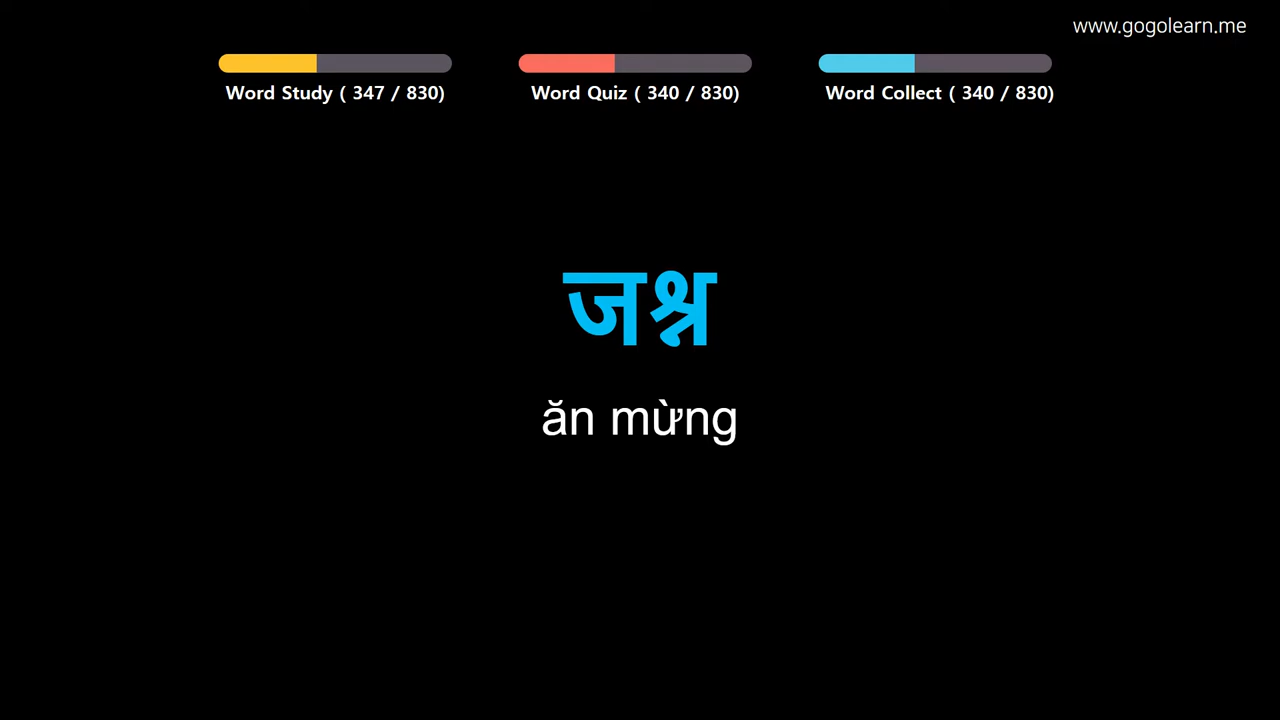 www.gogolearn.me
Word Study ( 347 / 830)
Word Quiz ( 340 / 830)
Word Collect ( 340 / 830)
जश्न
ăn mừng